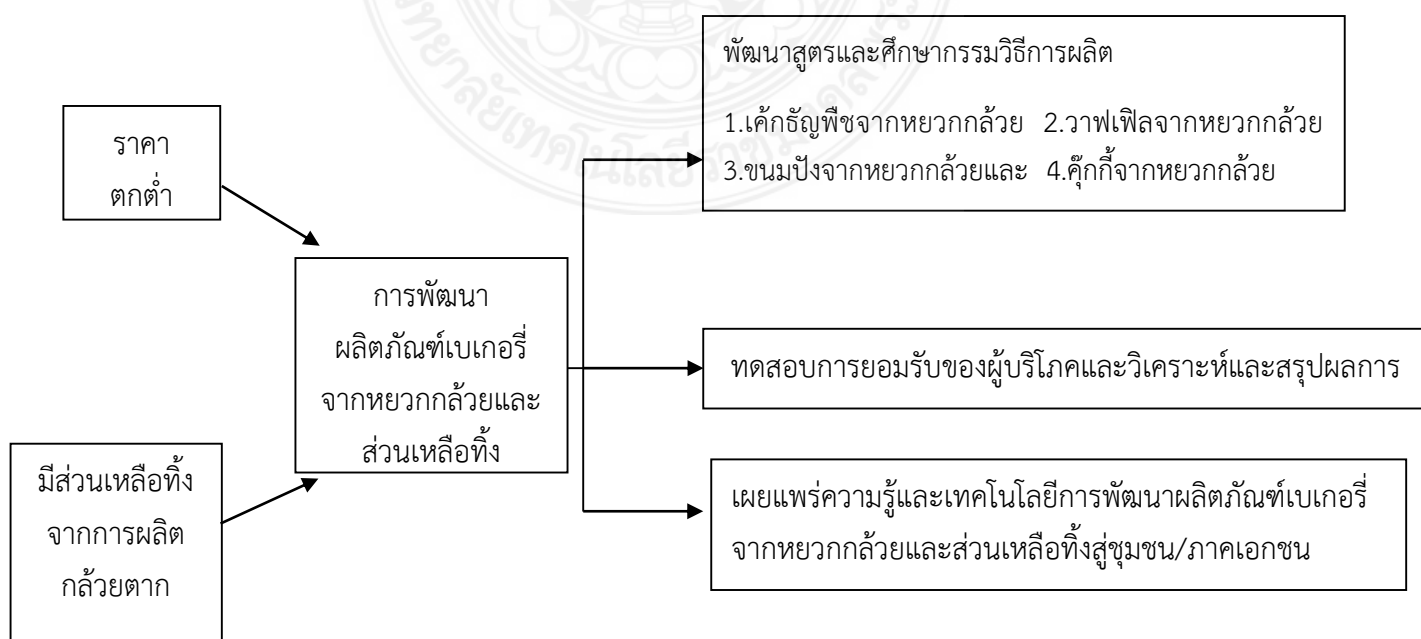 พัฒนาสูตรและศึกษากรรมวิธีการผลิต
1.เค้กธัญพืชจากหยวกกล้วย 2.วาฟเฟิลจากหยวกกล้วย
3.ขนมปังจากหยวกกล้วยและ 4.คุ๊กกี้จากหยวกกล้วย
ราคา
ตกต่ำ
การพัฒนา
ผลิตภัณฑ์เบเกอรี่
จากหยวกกล้วยและ
ส่วนเหลือทิ้ง
ทดสอบการยอมรับของผู้บริโภคและวิเคราะห์และสรุปผลการ
มีส่วนเหลือทิ้ง
จากการผลิต
กล้วยตาก
เผยแพร่ความรู้และเทคโนโลยีการพัฒนาผลิตภัณฑ์เบเกอรี่
จากหยวกกล้วยและส่วนเหลือทิ้งสู่ชุมชน/ภาคเอกชน